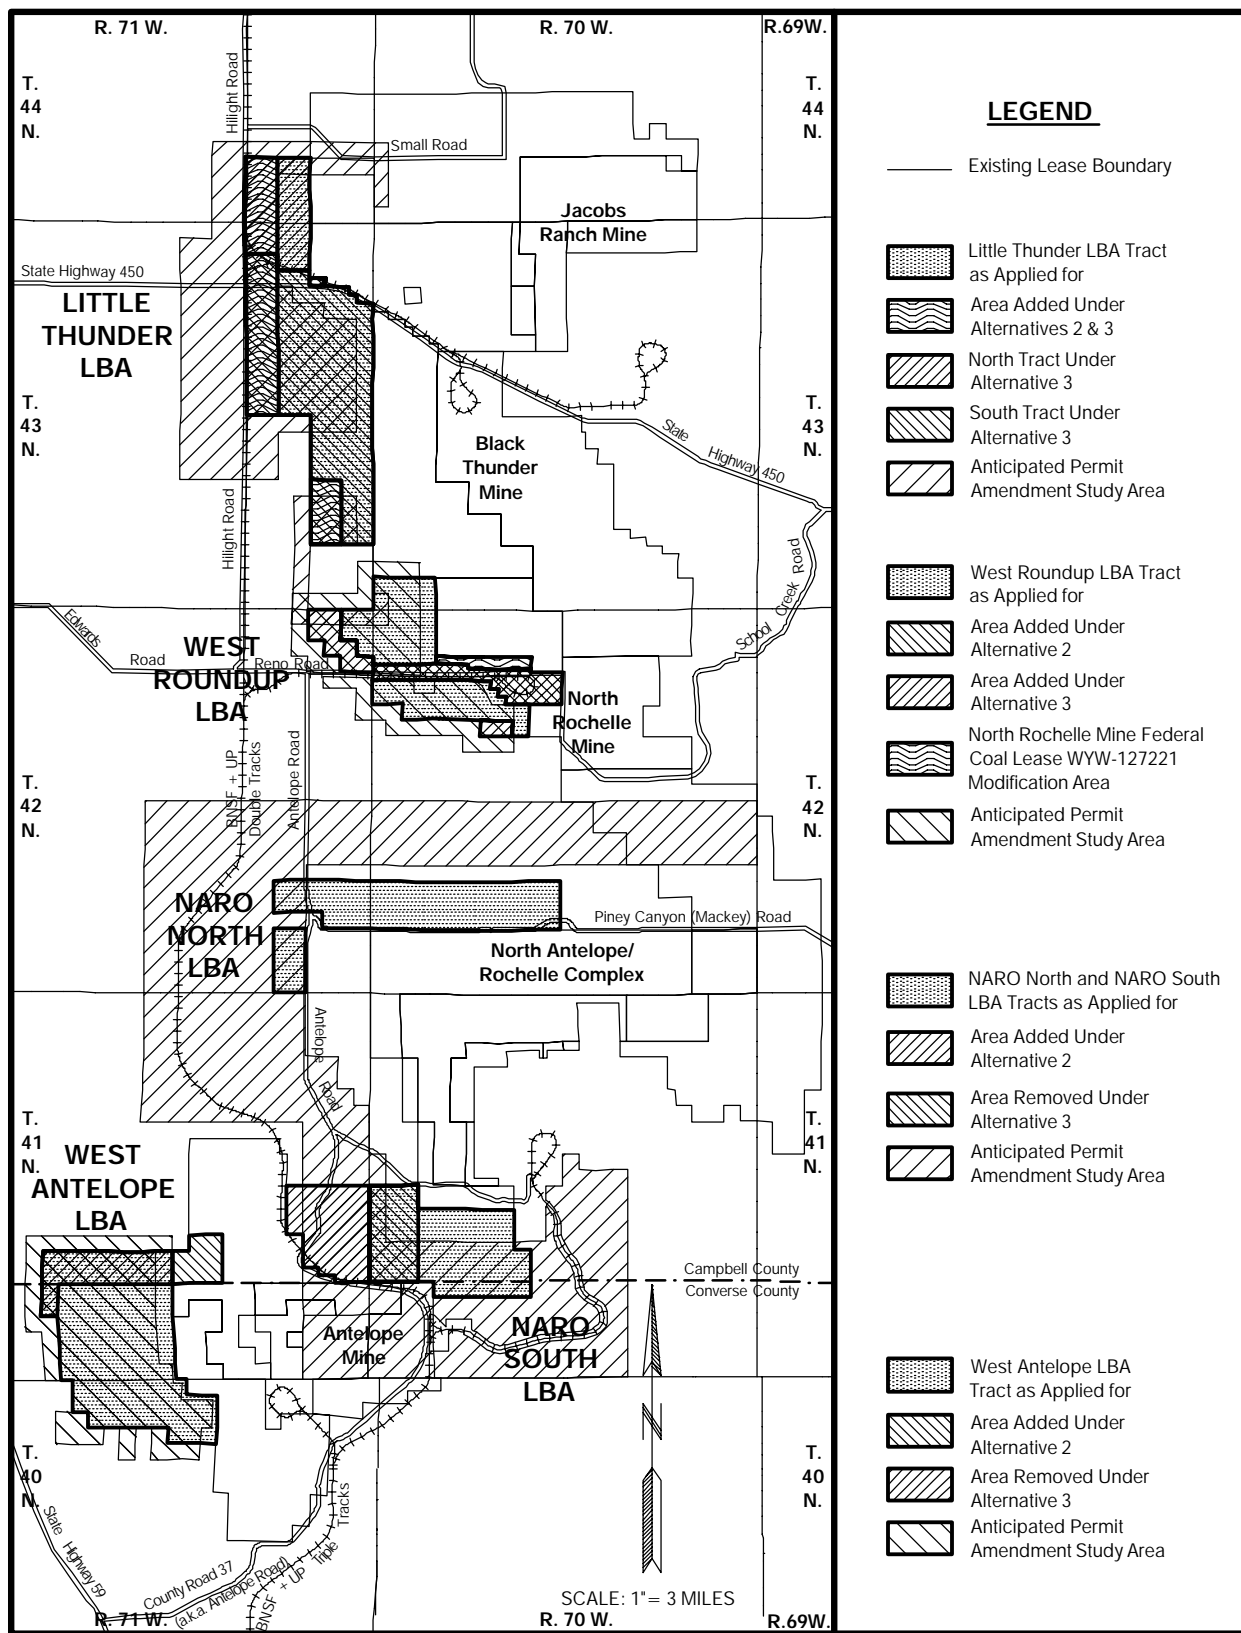 R. 71 W.
R. 70 W.
R.69W.
T.
44
N.
T.
44
N.
Hilight Road
Small Road
Jacobs
Ranch Mine
State Highway 450
LITTLE
THUNDER
LBA
T.
43
N.
T.
43
N.
Black
Thunder
Mine
State
Highway 450
Hilight Road
School Creek Road
Edwards
Road
WEST
ROUNDUP
LBA
Reno Road
North
Rochelle
Mine
BNSF + UP
Double Tracks
Antelope Road
T.
42
N.
T.
42
N.
NARO
NORTH
LBA
Piney Canyon (Mackey) Road
North Antelope/
Rochelle Complex
Antelope
Road
T.
41
N.
T.
41
N.
WEST
ANTELOPE
LBA
Campbell County
Converse County
Antelope
Mine
NARO
SOUTH
LBA
T.
40
N.
T.
40
N.
N
State Highway 59
County Road 37
(a.k.a. Antelope Road)
BNSF + UP Triple
Tracks
SCALE: 1"= 3 MILES
R. 71 W.
R. 70 W.
R.69W.
LEGEND
Existing Lease Boundary
Little Thunder LBA Tract
as Applied for
Area Added Under
Alternatives 2 & 3
North Tract Under
Alternative 3
South Tract Under
Alternative 3
Anticipated Permit
Amendment Study Area
West Roundup LBA Tract
as Applied for
Area Added Under
Alternative 2
Area Added Under
Alternative 3
North Rochelle Mine Federal
Coal Lease WYW-127221
Modification Area
Anticipated Permit
Amendment Study Area
NARO North and NARO South
LBA Tracts as Applied for
Area Added Under
Alternative 2
Area Removed Under
Alternative 3
Anticipated Permit
Amendment Study Area
West Antelope LBA
Tract as Applied for
Area Added Under
Alternative 2
Area Removed Under
Alternative 3
Anticipated Permit
Amendment Study Area